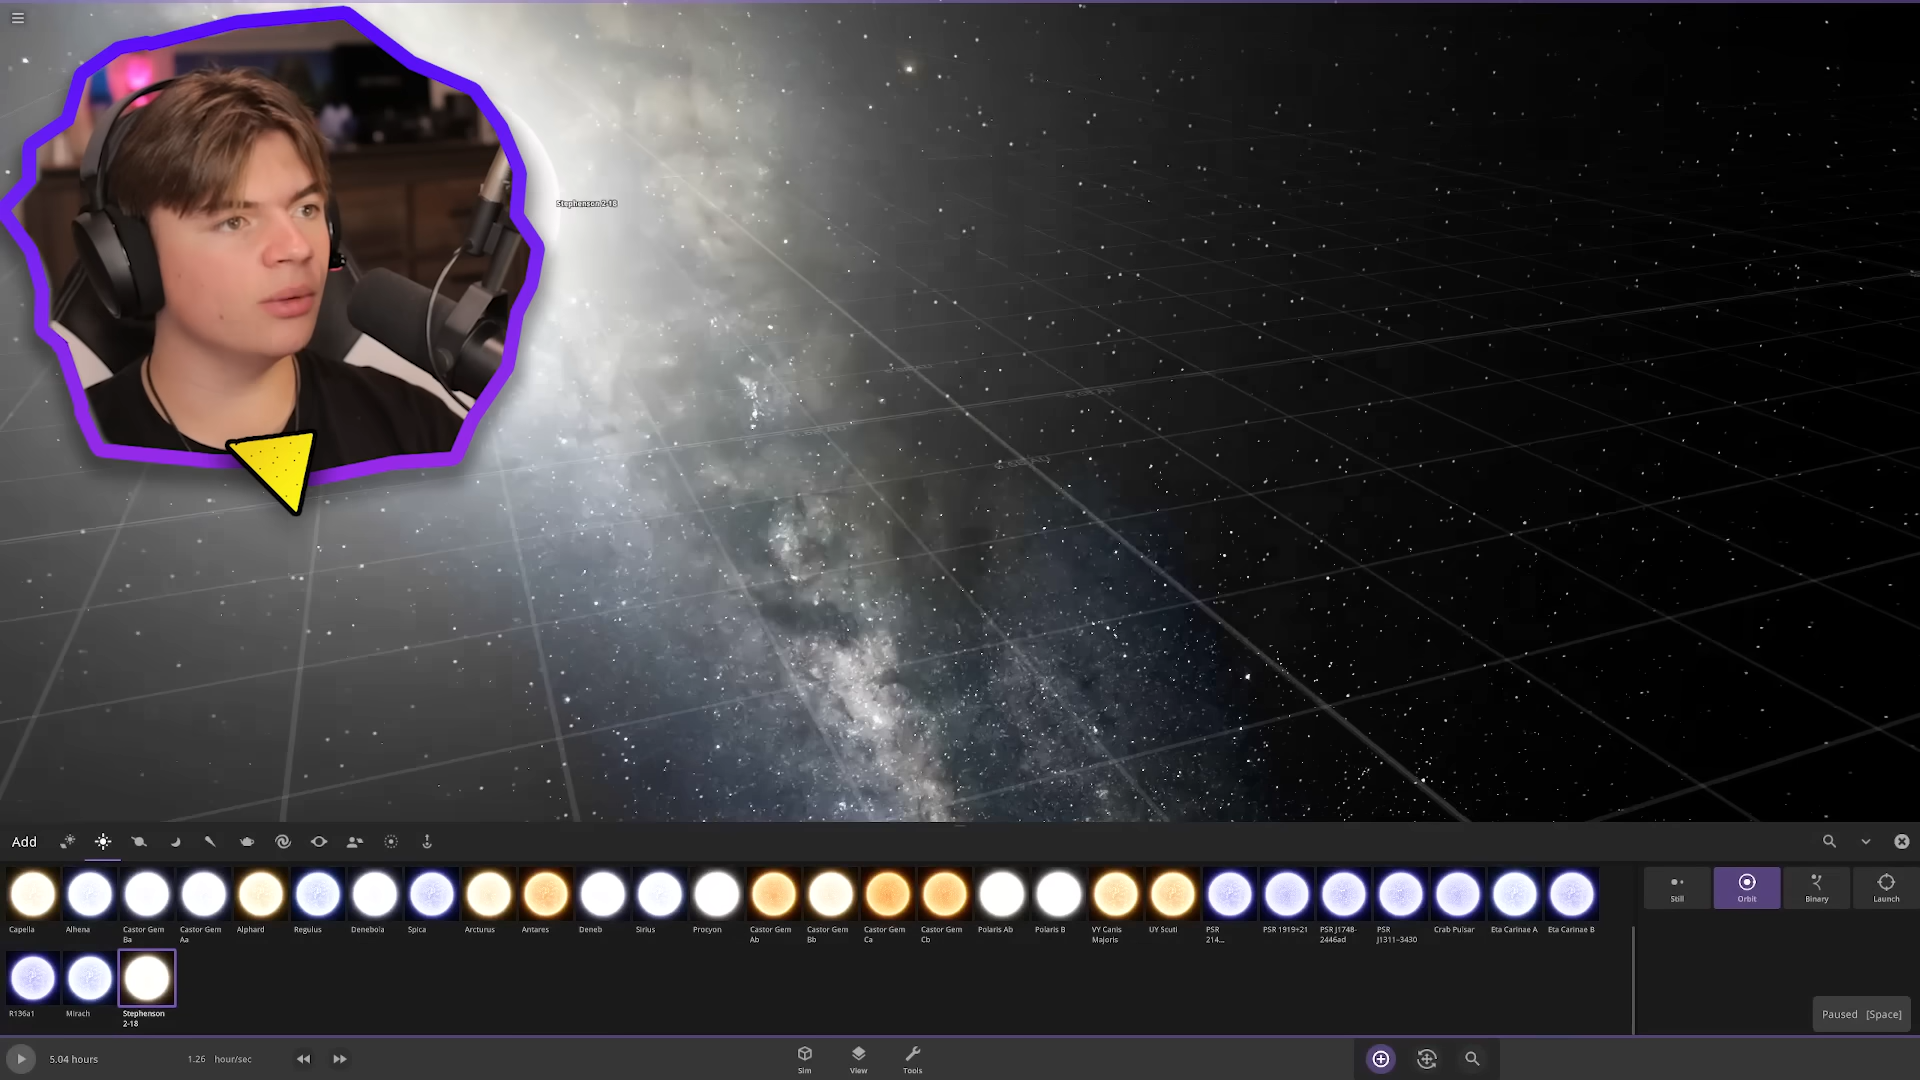 Stephenson 2-18
Add
Capella
Alhena
Castor Gem Ba
Castor Gem Aa
Alphard
Regulus
Denebola
Spica
Arcturus
Antares
Deneb
Sirius
Procyon
Castor Gem Ab
Castor Gem Bb
Castor Gem Ca
Castor Gem Cb
Polaris Ab
Polaris B
VY Canis Majoris
UY Scuti
PSR 214...
PSR 1919+21
PSR J1748-2446ad
PSR J1311-3430
Crab Pulsar
Eta Carinae A
Eta Carinae B
Still
Orbit
Binary
Launch
R136a1
Mirach
Stephenson 2-18
Paused [Space]
5.04 hours
1.26 hour/sec
Sim
View
Tools